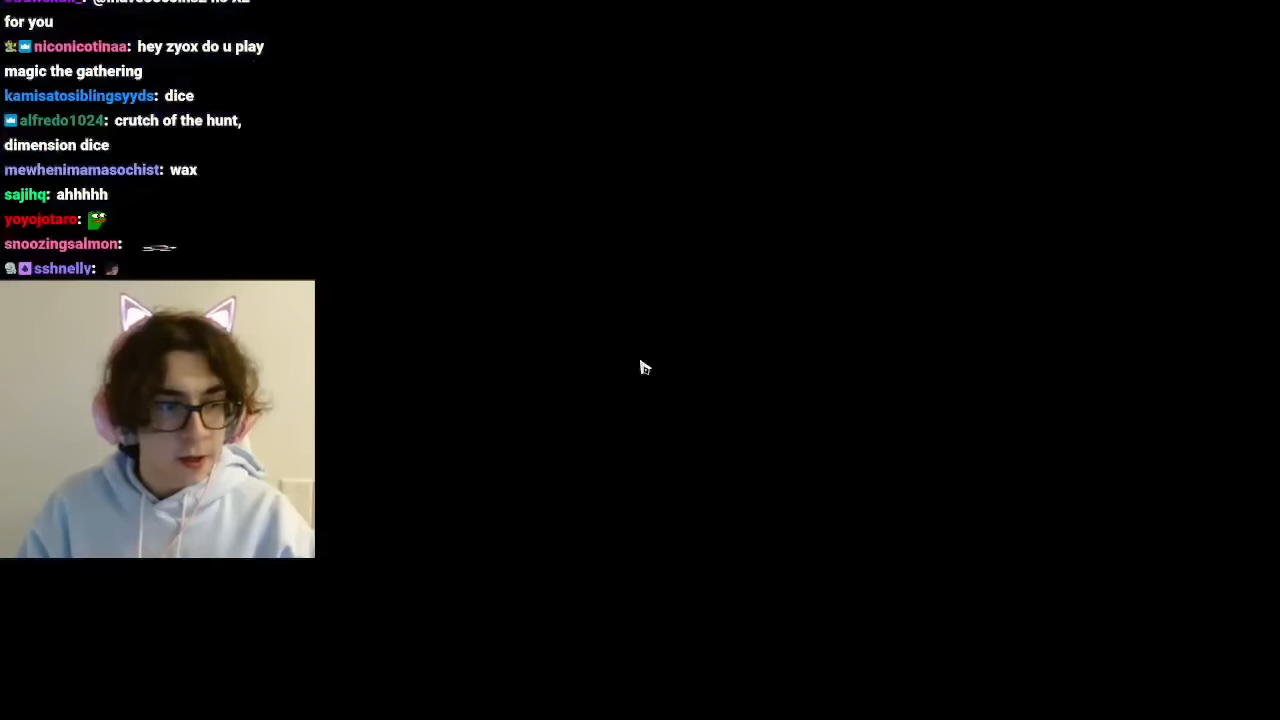 for you
niconicotinaa: hey zyox do u play
magic the gathering
kamisatosiblingsyyds: dice
alfredo1024: crutch of the hunt,
dimension dice
mewhenimamasochist: wax
sajihq: ahhhhh
yoyojotaro:
snoozingsalmon:
sshnelly: